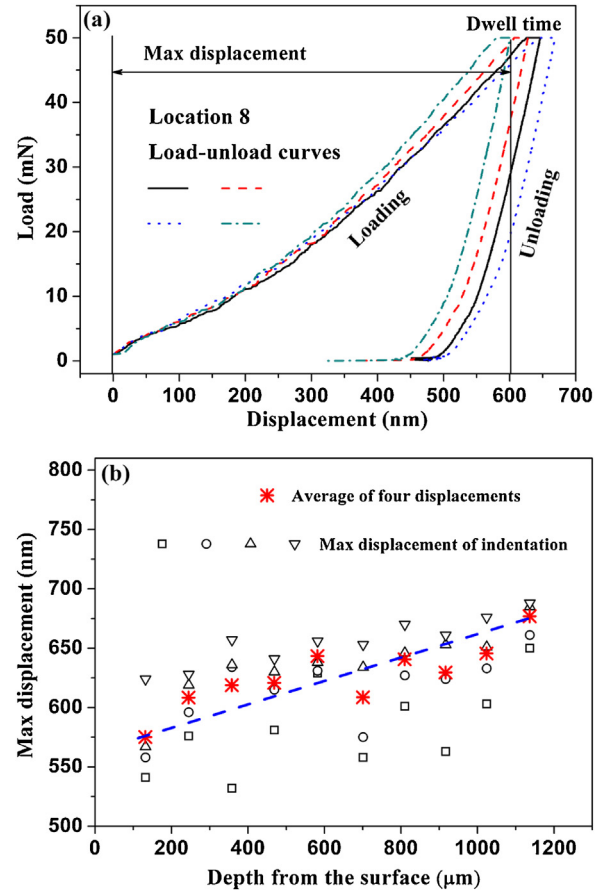 (a)
Dwell time
Max displacement
Location 8
Load-unload curves
Loading
Unloading
Load (mN)
50
40
30
20
10
0
0 100 200 300 400 500 600 700
Displacement (nm)
(b)
Average of four displacements
Max displacement of indentation
Max displacement (nm)
800
750
700
650
600
550
500
0 200 400 600 800 1000 1200
Depth from the surface (μm)